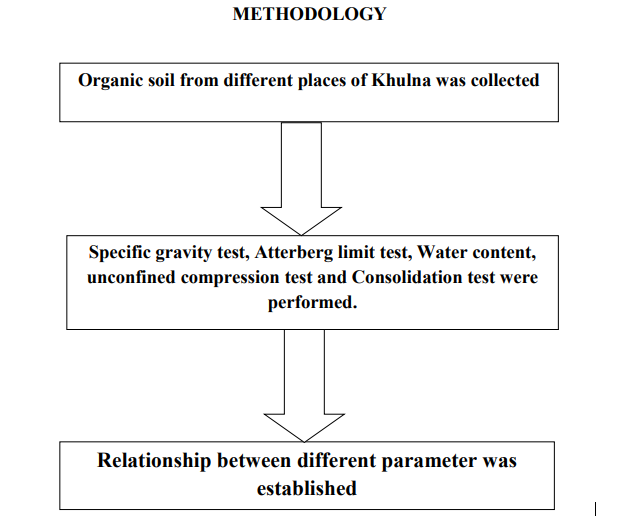 METHODOLOGY
Organic soil from different places of Khulna was collected
Specific gravity test, Atterberg limit test, Water content,
unconfined compression test and Consolidation test were
performed.
Relationship between different parameter was
established